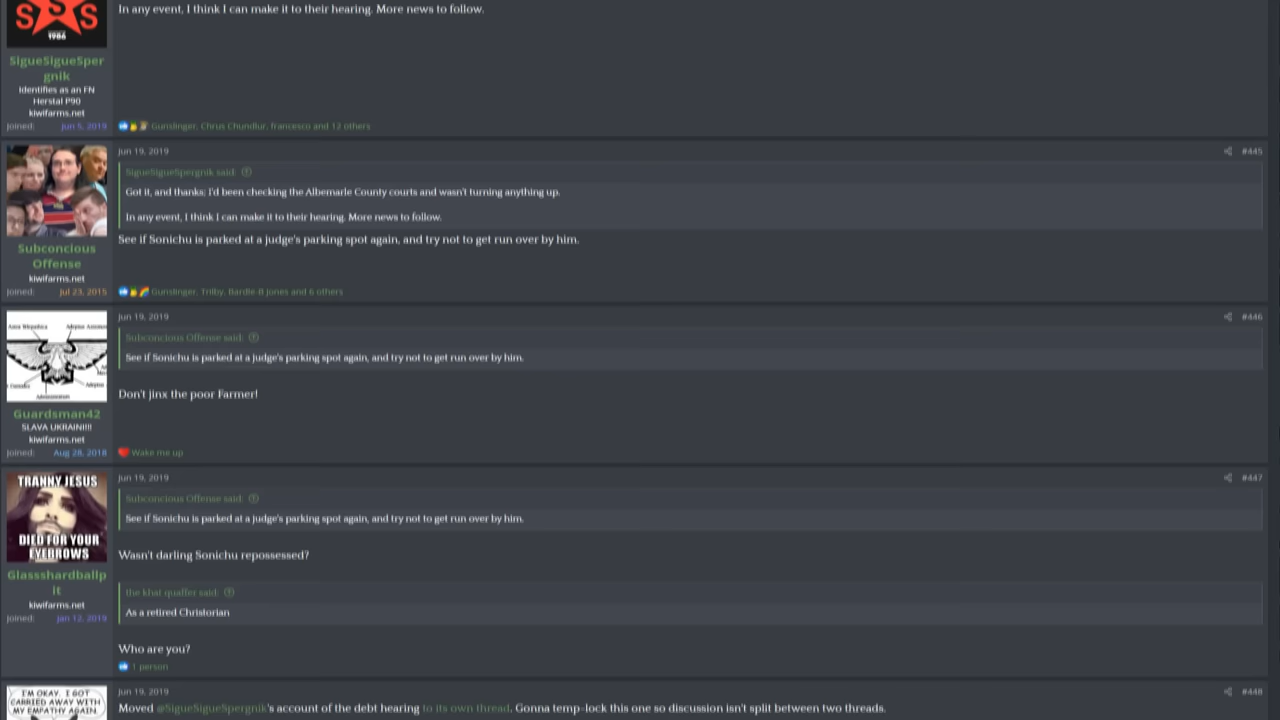 SSS
1986
In any event, I think I can make it to their hearing. More news to follow.
SigueSigueSper
gnik
Identifies as an FN
Herstal P90
kiwifarms.net
Joined: Jun 5, 2019
Gunslinger, Chrus Chundlur, francesco and 12 others
Jun 19, 2019
#445
SigueSigueSpergnik said:
Got it, and thanks; I'd been checking the Albemarle County courts and wasn't turning anything up.
In any event, I think I can make it to their hearing. More news to follow.
See if Sonichu is parked at a judge's parking spot again, and try not to get run over by him.
Subconcious
Offense
kiwifarms.net
Joined: Jul 23, 2015
Gunslinger, Trilby, Bardie-B Jones and 6 others
Jun 19, 2019
#446
Subconcious Offense said:
See if Sonichu is parked at a judge's parking spot again, and try not to get run over by him.
Don't jinx the poor Farmer!
Guardsman42
SLAVA UKRAINI!!!
kiwifarms.net
Joined: Aug 28, 2018
Wake me up
Jun 19, 2019
#447
TRANNY JESUS
DIED FOR YOUR
EYEBROWS
Subconcious Offense said:
See if Sonichu is parked at a judge's parking spot again, and try not to get run over by him.
Wasn't darling Sonichu repossessed?
Glassshardballp
it
kiwifarms.net
Joined: Jan 12, 2019
the khat quaffer said:
As a retired Christorian
Who are you?
1 person
Jun 19, 2019
#448
I'M OKAY. I GOT
CARRIED AWAY WITH
MY EMPATHY AGAIN.
Moved @SigueSigueSpergnik's account of the debt hearing to its own thread. Gonna temp-lock this one so discussion isn't split between two threads.